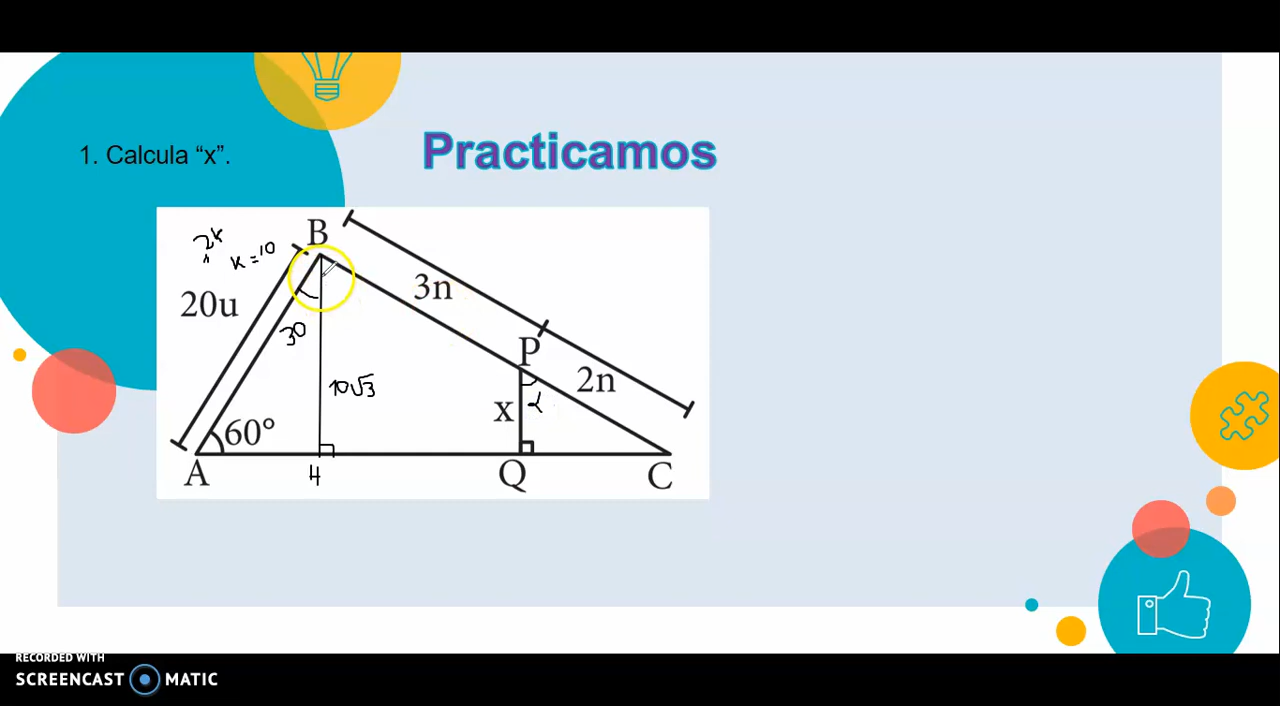 Practicamos
1. Calcula “x”.
B
2k
k = 10
20u
3n
30
P
2n
10√3
x
α
60°
A
H
Q
C
RECORDED WITH
SCREENCAST MATIC